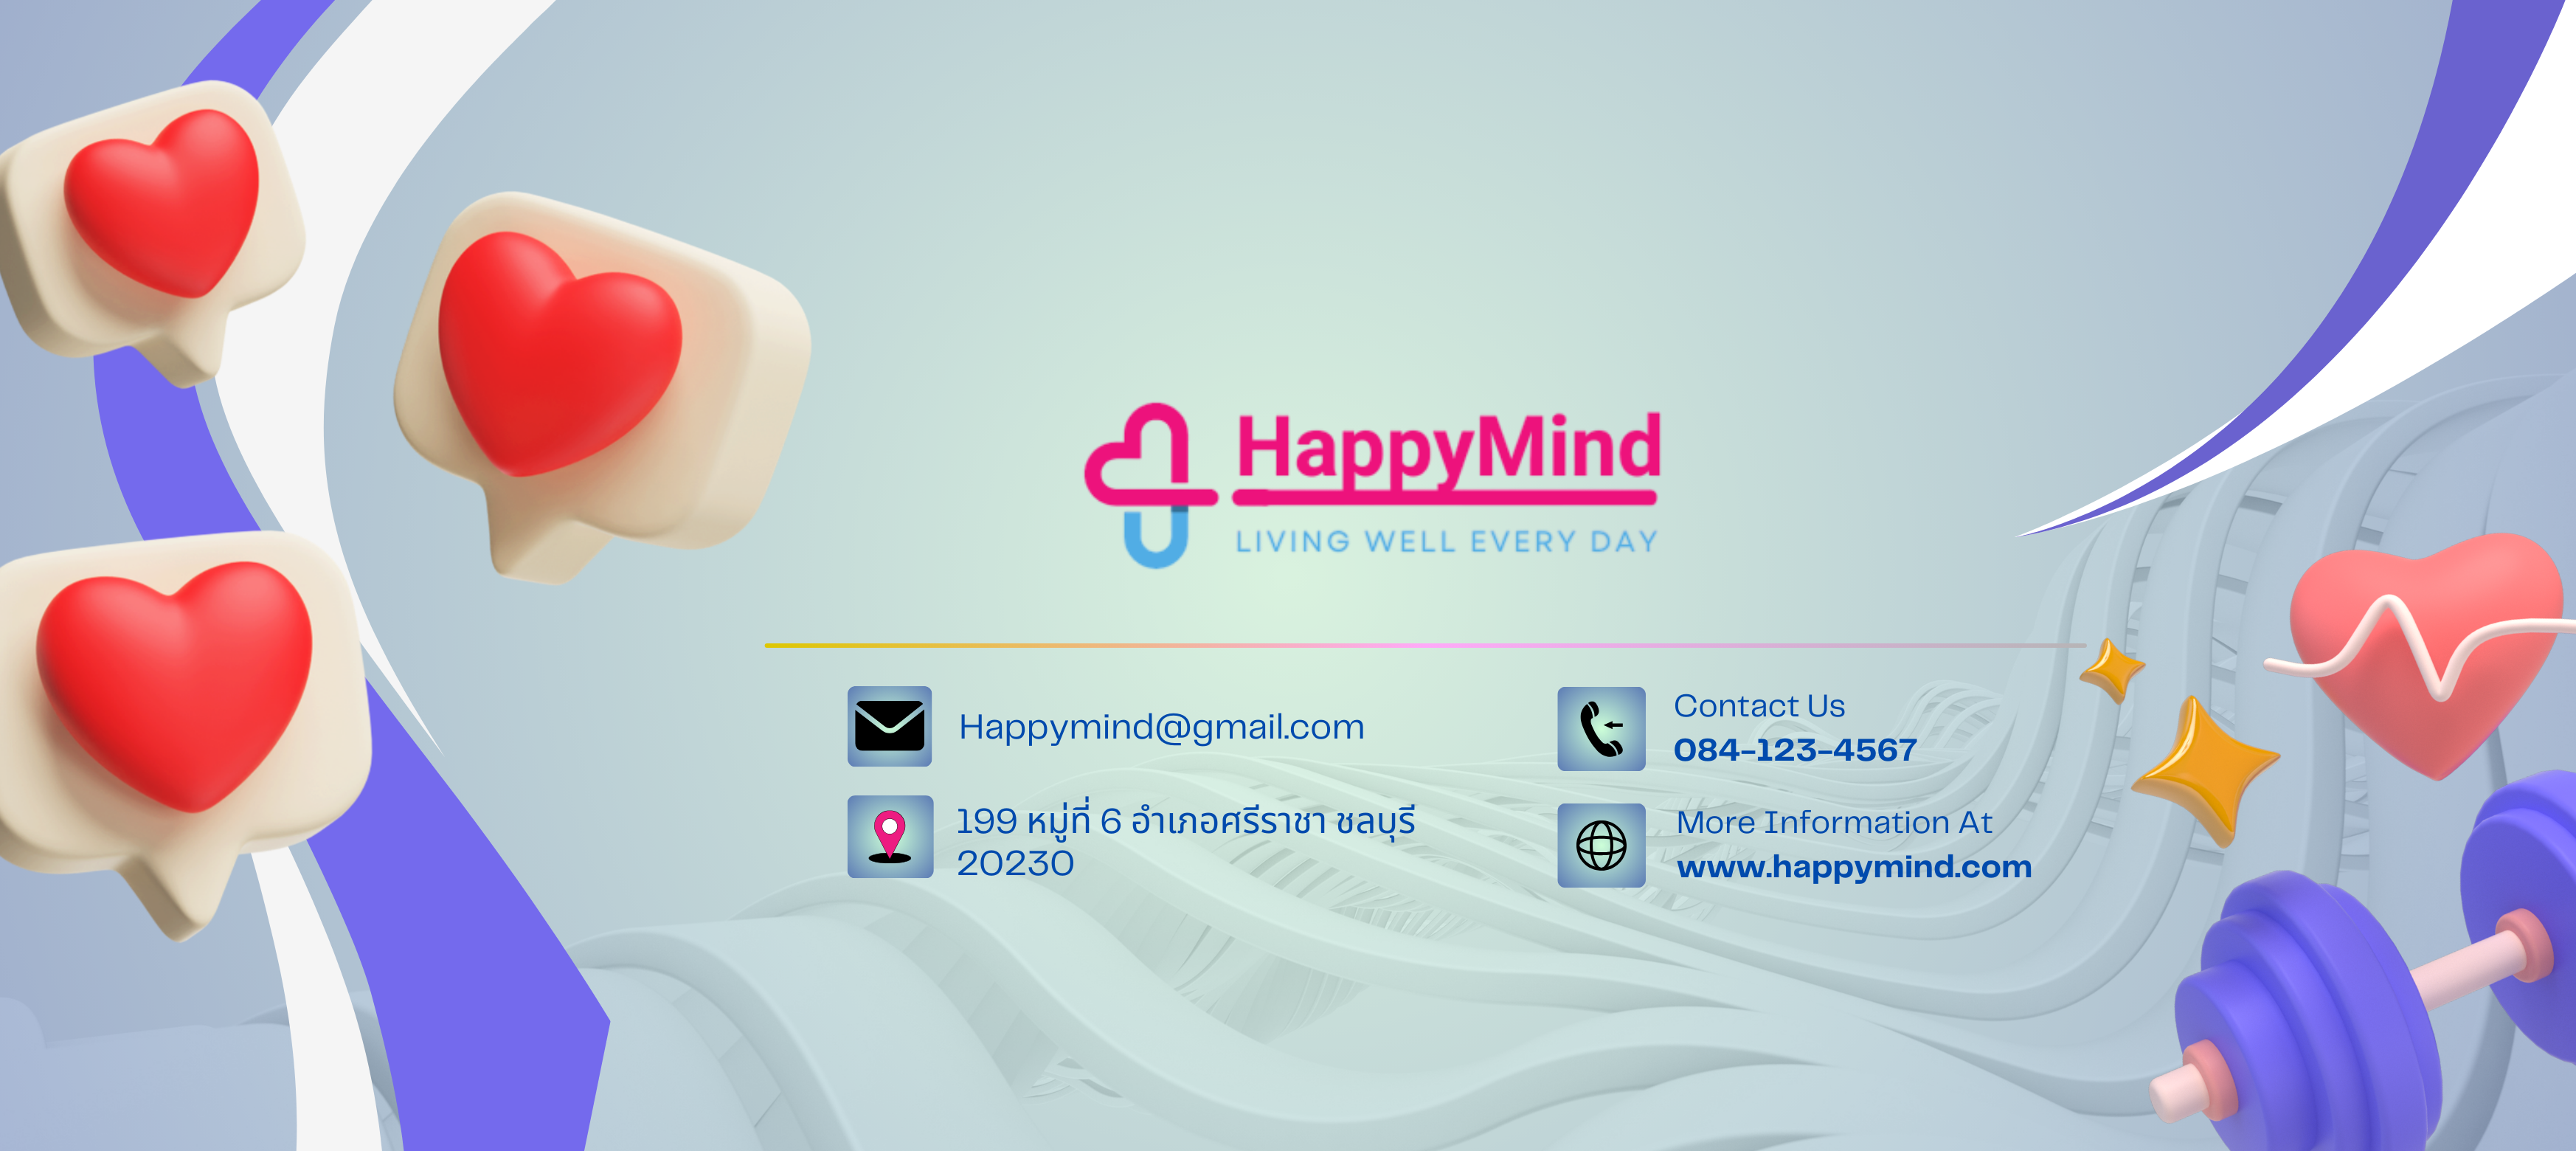 HappyMind
LIVING WELL EVERY DAY
Happymind@gmail.com
199 หมู่ที่ 6 อำเภอศรีราชา ชลบุรี
20230
Contact Us
084-123-4567
More Information At
www.happymind.com